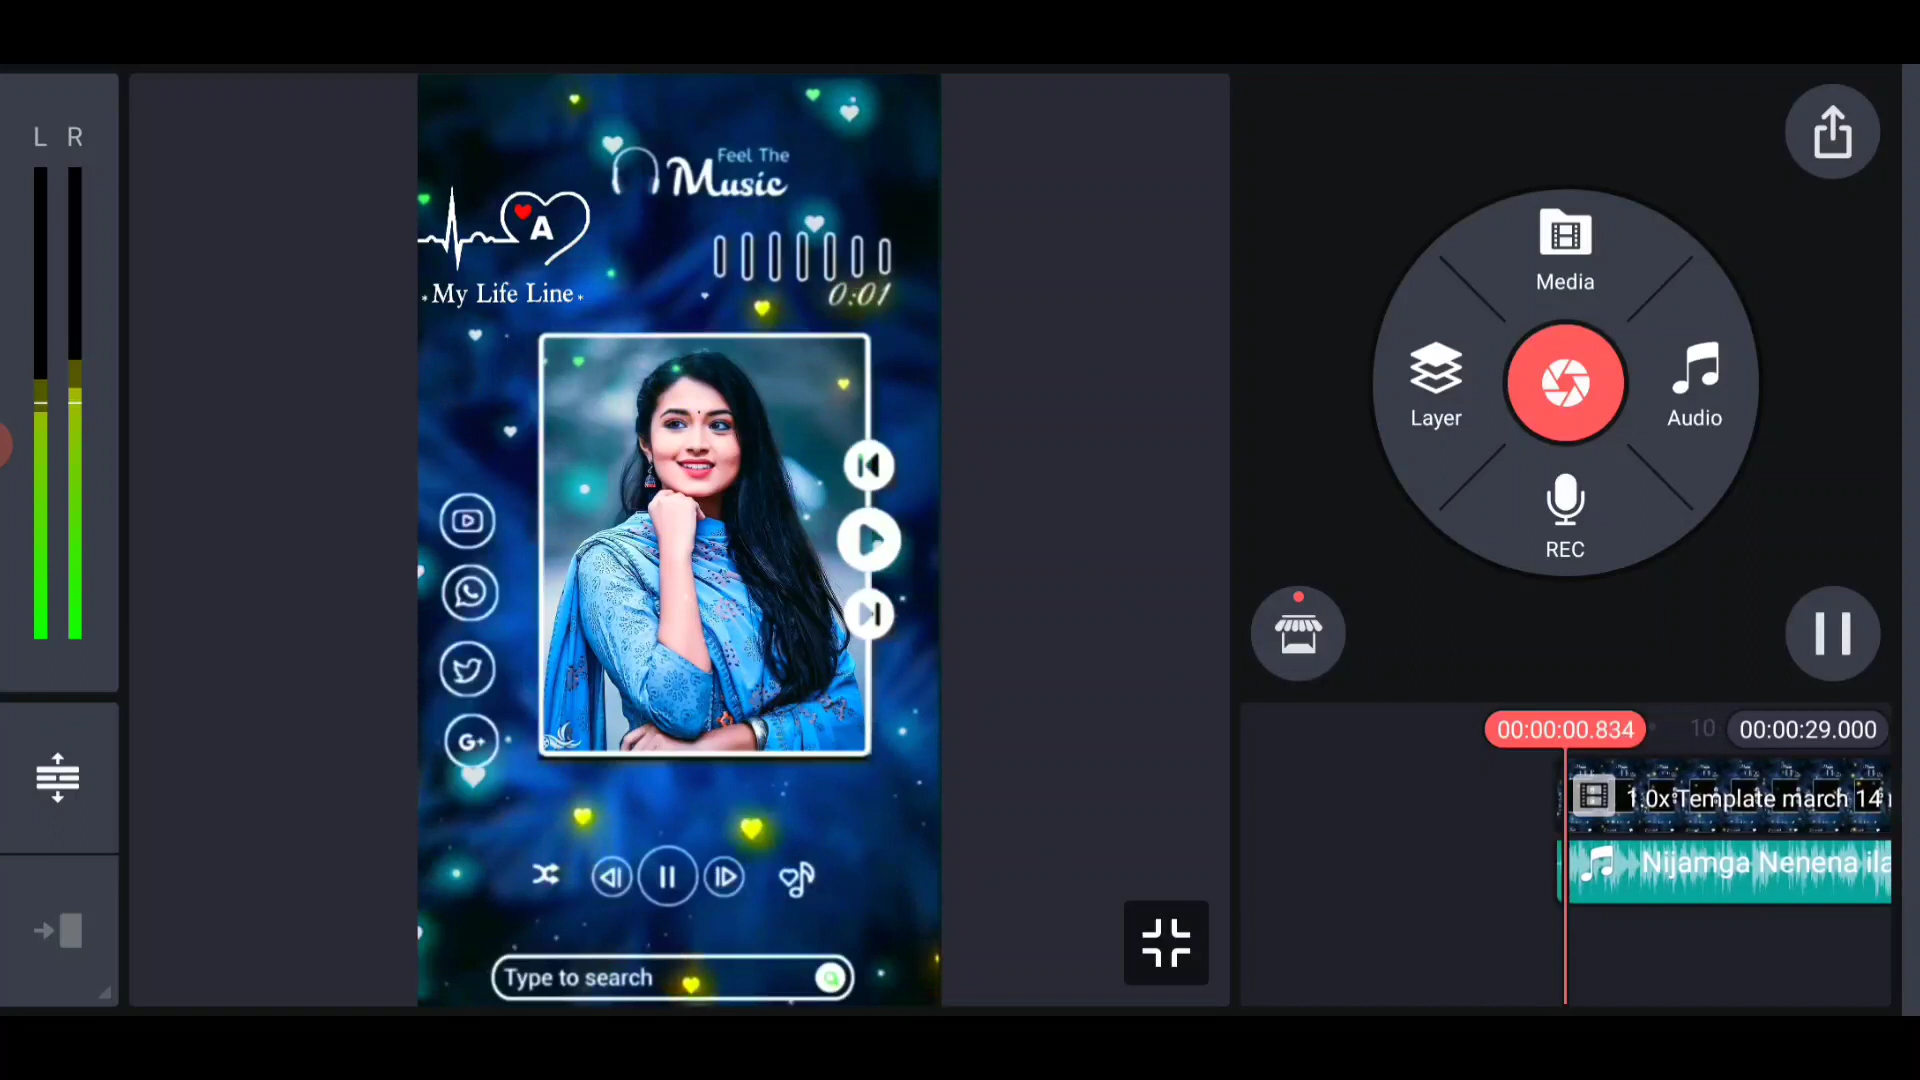 L R
Feel The
Music
A
My Life Line
0:01
Type to search
Media
Layer
Audio
REC
00:00:00.834
10
00:00:29.000
1.0x Template march 14
Nijamga Nenena ila
G+